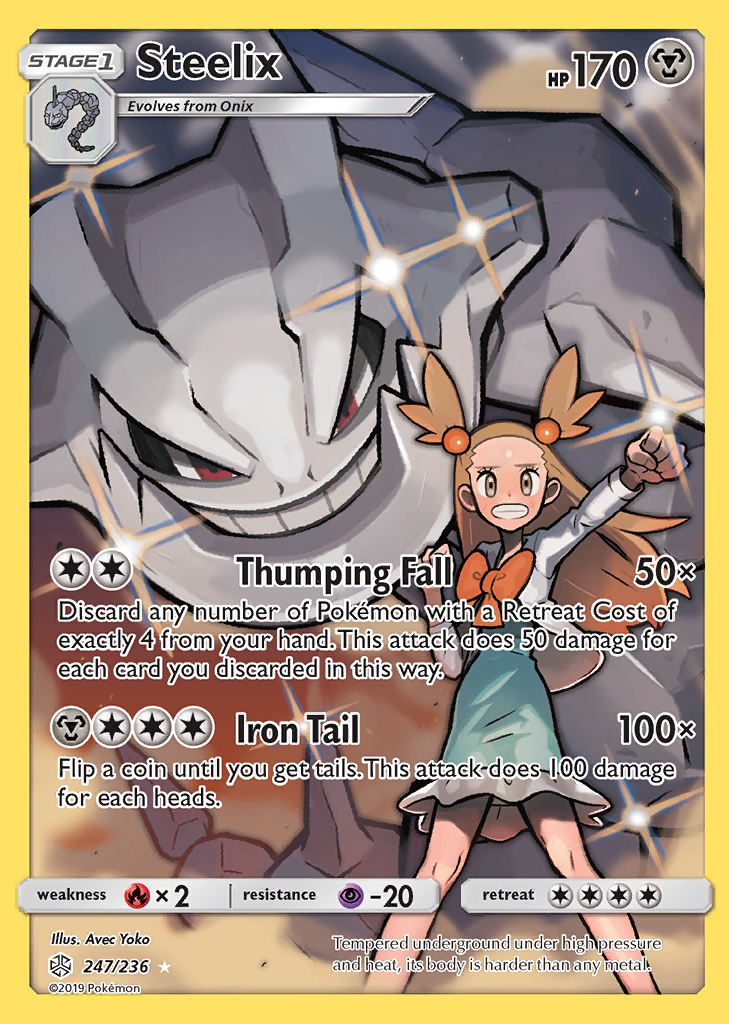 STAGE1 Steelix HP 170
Evolves from Onix
Thumping Fall 50×
Discard any number of Pokémon with a Retreat Cost of
exactly 4 from your hand. This attack does 50 damage for
each card you discarded in this way.
Iron Tail 100×
Flip a coin until you get tails. This attack does 100 damage
for each heads.
weakness × 2 resistance -20 retreat
Illus. Avec Yoko
247/236
©2019 Pokémon
Tempered underground under high pressure
and heat, its body is harder than any metal.